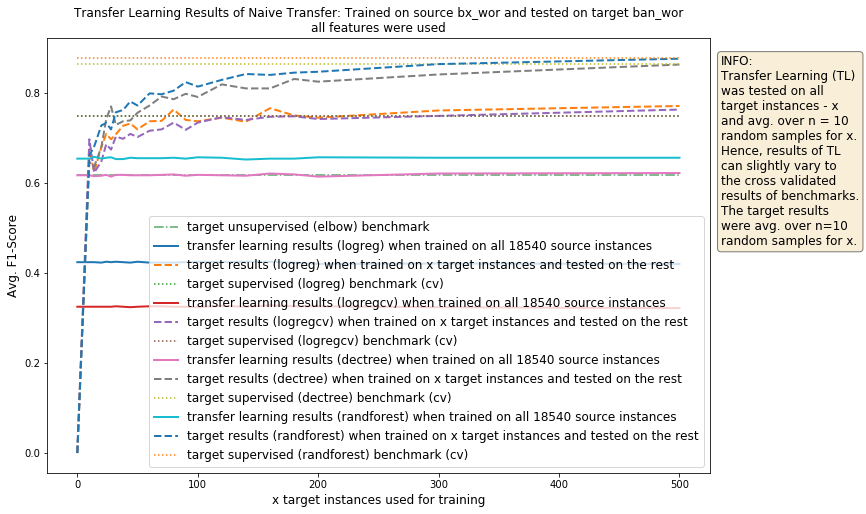 Transfer Learning Results of Naive Transfer: Trained on source bx_wor and tested on target ban_wor
all features were used
Avg. F1-Score
0.8
0.6
0.4
0.2
0.0
0
100
200
300
400
500
x target instances used for training
target unsupervised (elbow) benchmark
transfer learning results (logreg) when trained on all 18540 source instances
target results (logreg) when trained on x target instances and tested on the rest
target supervised (logreg) benchmark (cv)
transfer learning results (logregcv) when trained on all 18540 source instances
target results (logregcv) when trained on x target instances and tested on the rest
target supervised (logregcv) benchmark (cv)
transfer learning results (dectree) when trained on all 18540 source instances
target results (dectree) when trained on x target instances and tested on the rest
target supervised (dectree) benchmark (cv)
transfer learning results (randforest) when trained on all 18540 source instances
target results (randforest) when trained on x target instances and tested on the rest
target supervised (randforest) benchmark (cv)
INFO:
Transfer Learning (TL)
was tested on all
target instances - x
and avg. over n = 10
random samples for x.
Hence, results of TL
can slightly vary to
the cross validated
results of benchmarks.
The target results
were avg. over n=10
random samples for x.